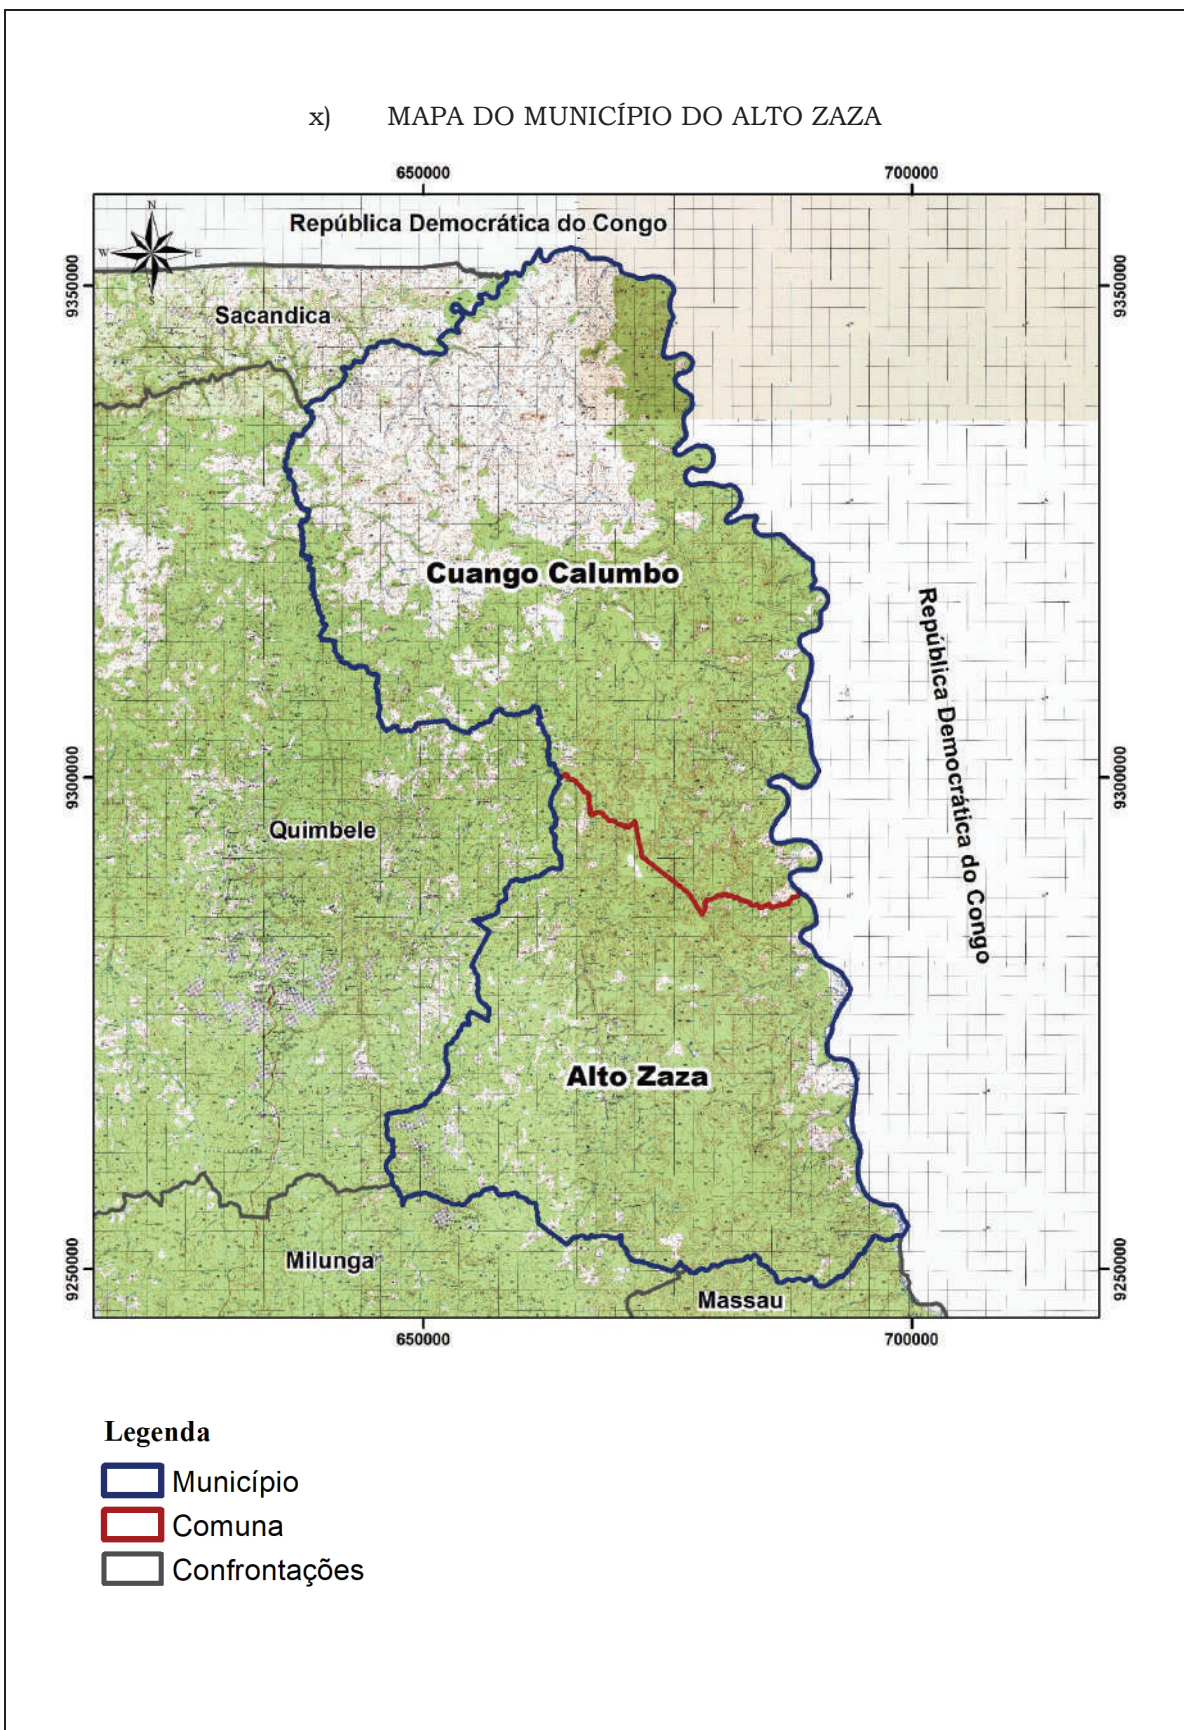 x) MAPA DO MUNICÍPIO DO ALTO ZAZA
650000 700000
N
W E
S
República Democrática do Congo
9350000 9350000
Sacandica
Cuango Calumbo
República Democrática do Congo
9300000 9300000
Quimbele
Alto Zaza
9250000 9250000
Milunga
Massau
650000 700000
Legenda
Município
Comuna
Confrontações